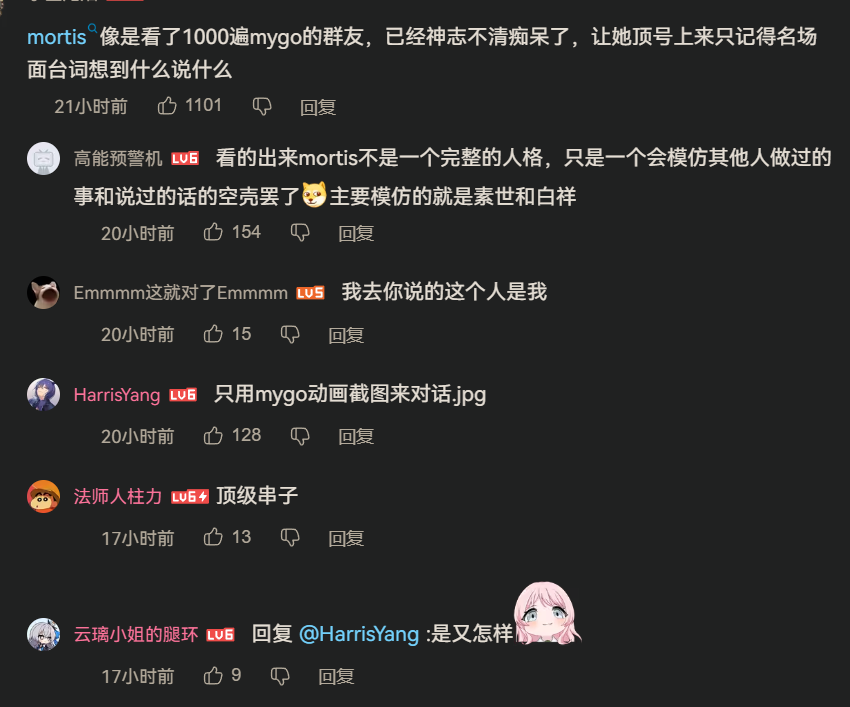 mortis像是看了1000遍mygo的群友，已经神志不清痴呆了，让她顶号上来只记得名场
面台词想到什么说什么
21小时前 1101 回复
高能预警机 LV6 看的出来mortis不是一个完整的人格，只是一个会模仿其他人做过的
事和说过的话的空壳罢了主要模仿的就是素世和白祥
20小时前 154 回复
Emmmm这就对了Emmmm LV5 我去你说的这个人是我
20小时前 15 回复
HarrisYang LV6 只用mygo动画截图来对话.jpg
20小时前 128 回复
法师人柱力 LV6 顶级串子
17小时前 13 回复
云璃小姐的腿环 LV6 回复 @HarrisYang :是又怎样
17小时前 9 回复